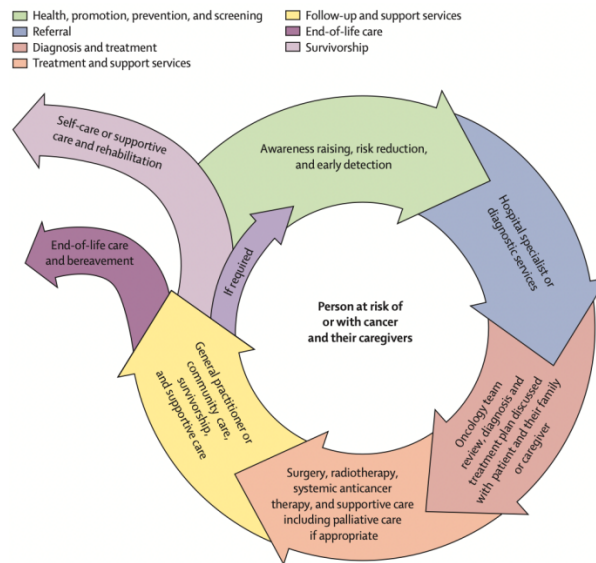 Health, promotion, prevention, and screening
Referral
Diagnosis and treatment
Treatment and support services
Follow-up and support services
End-of-life care
Survivorship
Self-care or supportive
care and rehabilitation
Awareness raising, risk reduction,
and early detection
Hospital specialist or
diagnostic services
End-of-life care
and bereavement
If required
Person at risk of
or with cancer
and their caregivers
General practitioner or
community care,
survivorship,
and supportive care
Oncology team
review, diagnosis and
treatment plan discussed
with patient and their family
or caregiver
Surgery, radiotherapy,
systemic anticancer
therapy, and supportive care
including palliative care
if appropriate